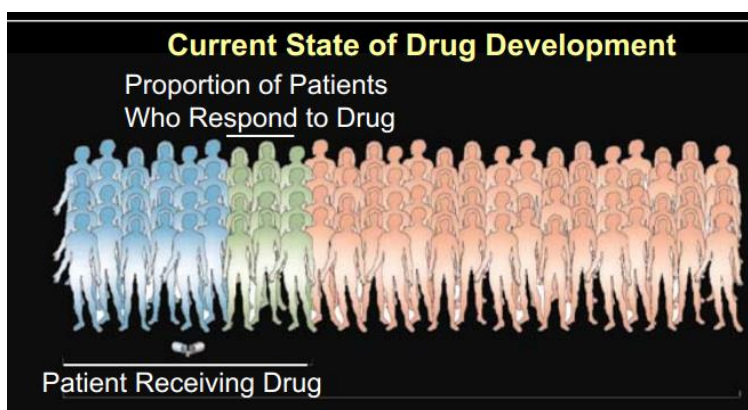 Current State of Drug Development
Proportion of Patients
Who Respond to Drug
Patient Receiving Drug